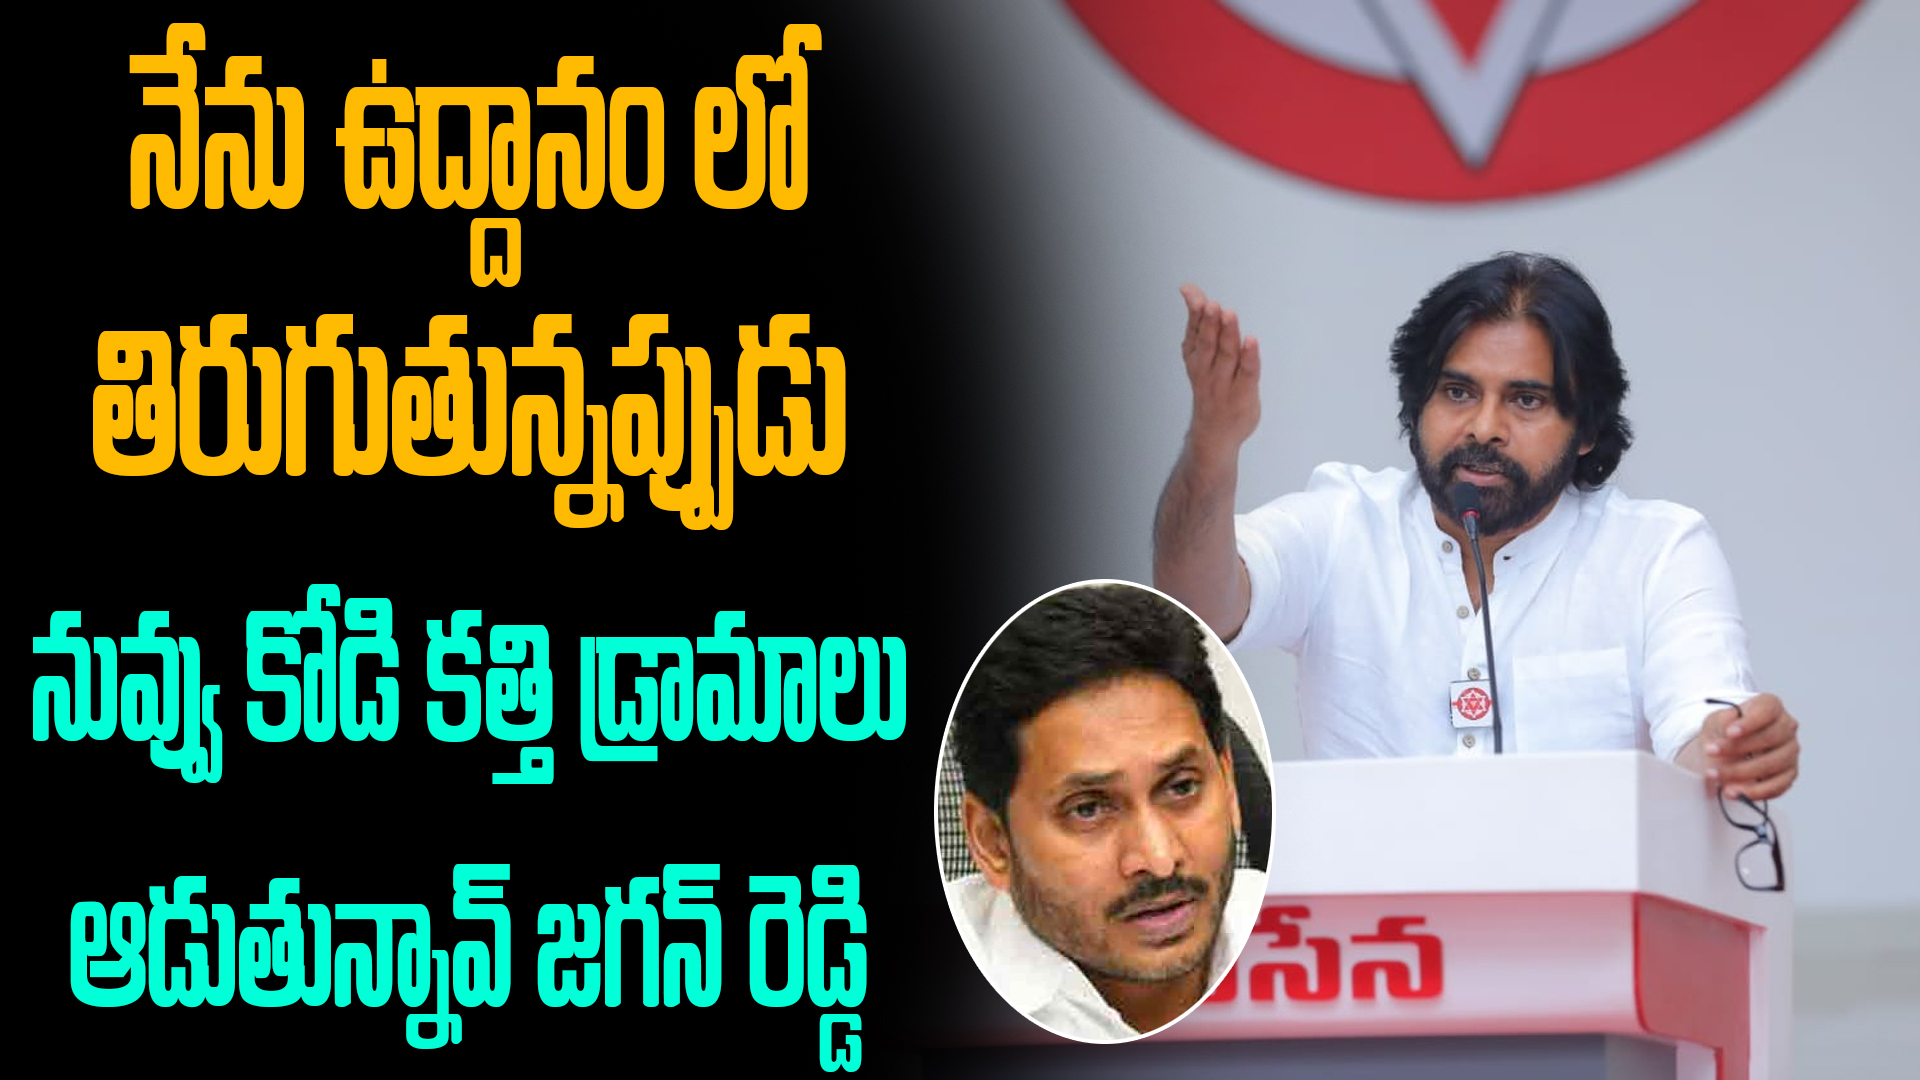 నేను ఉద్దానం లో
తిరుగుతున్నప్పుడు
నువ్వు కోడి కత్తి డ్రామాలు
ఆడుతున్నావ్ జగన్ రెడ్డి
సేన